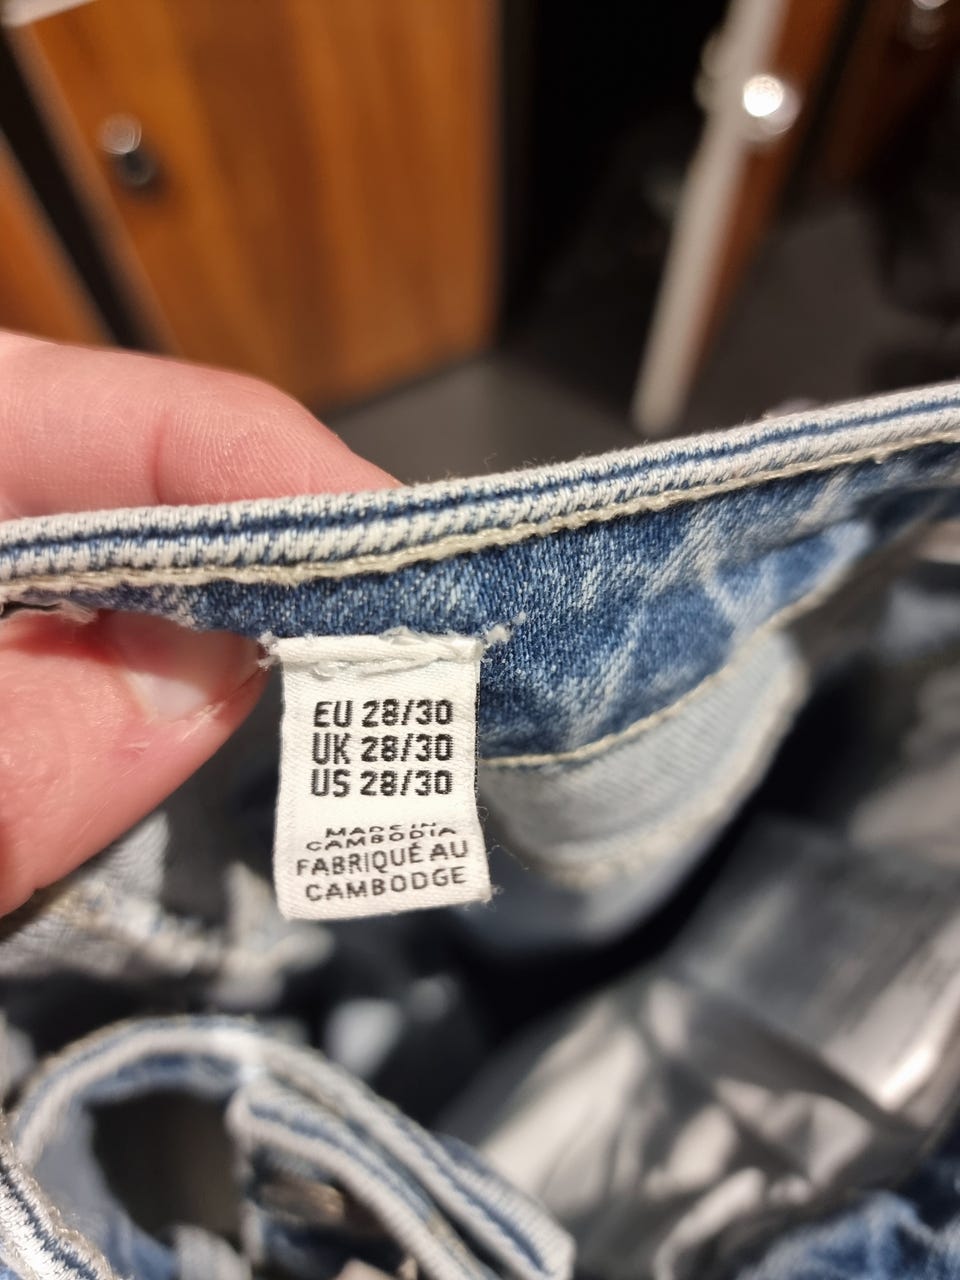 EU 28/30
UK 28/30
US 28/30
MADE IN
CAMBODIA
FABRIQUÉ AU
CAMBODGE